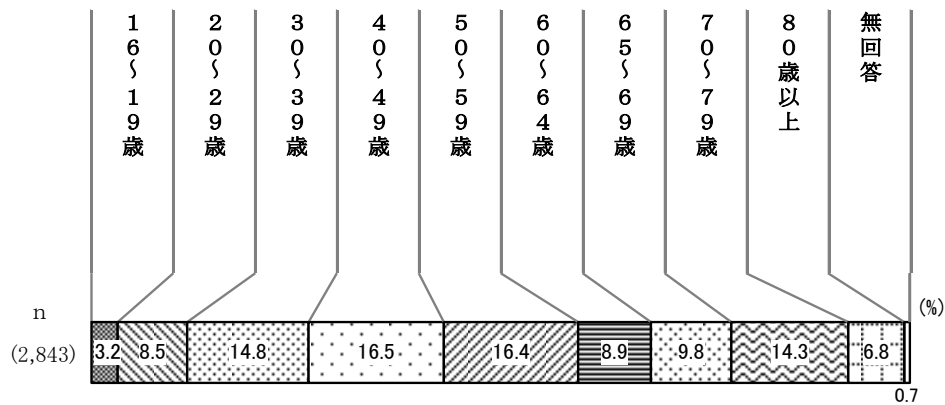 16～19歳
20～29歳
30～39歳
40～49歳
50～59歳
60～64歳
65～69歳
70～79歳
80歳以上
無回答
(%)
n
(2,843)
3.2 8.5 14.8 16.5 16.4 8.9 9.8 14.3 6.8
0.7